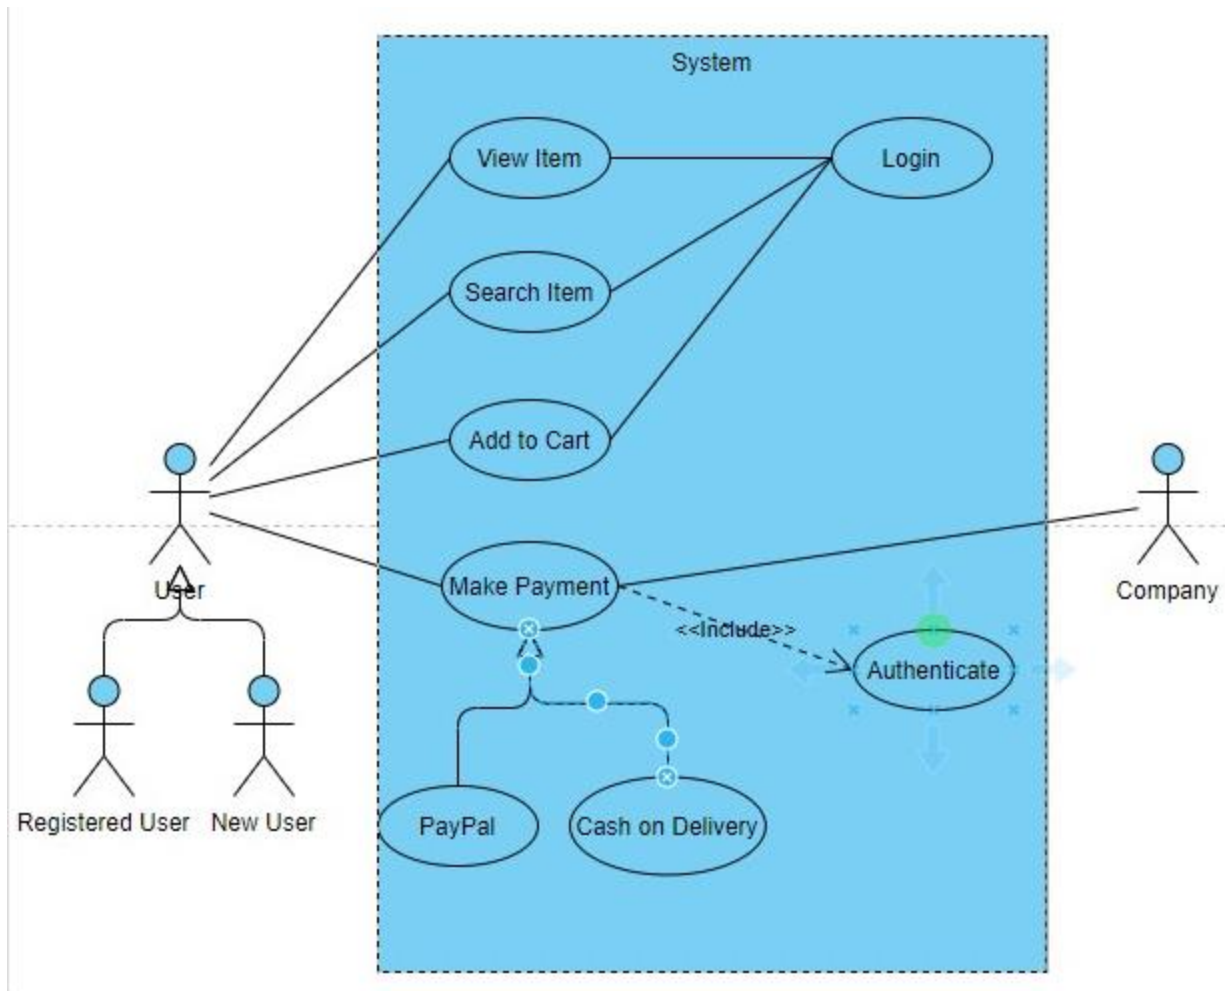 System
View Item
Login
Search Item
Add to Cart
User
Make Payment
Company
<<Include>>
Authenticate
Registered User
New User
PayPal
Cash on Delivery